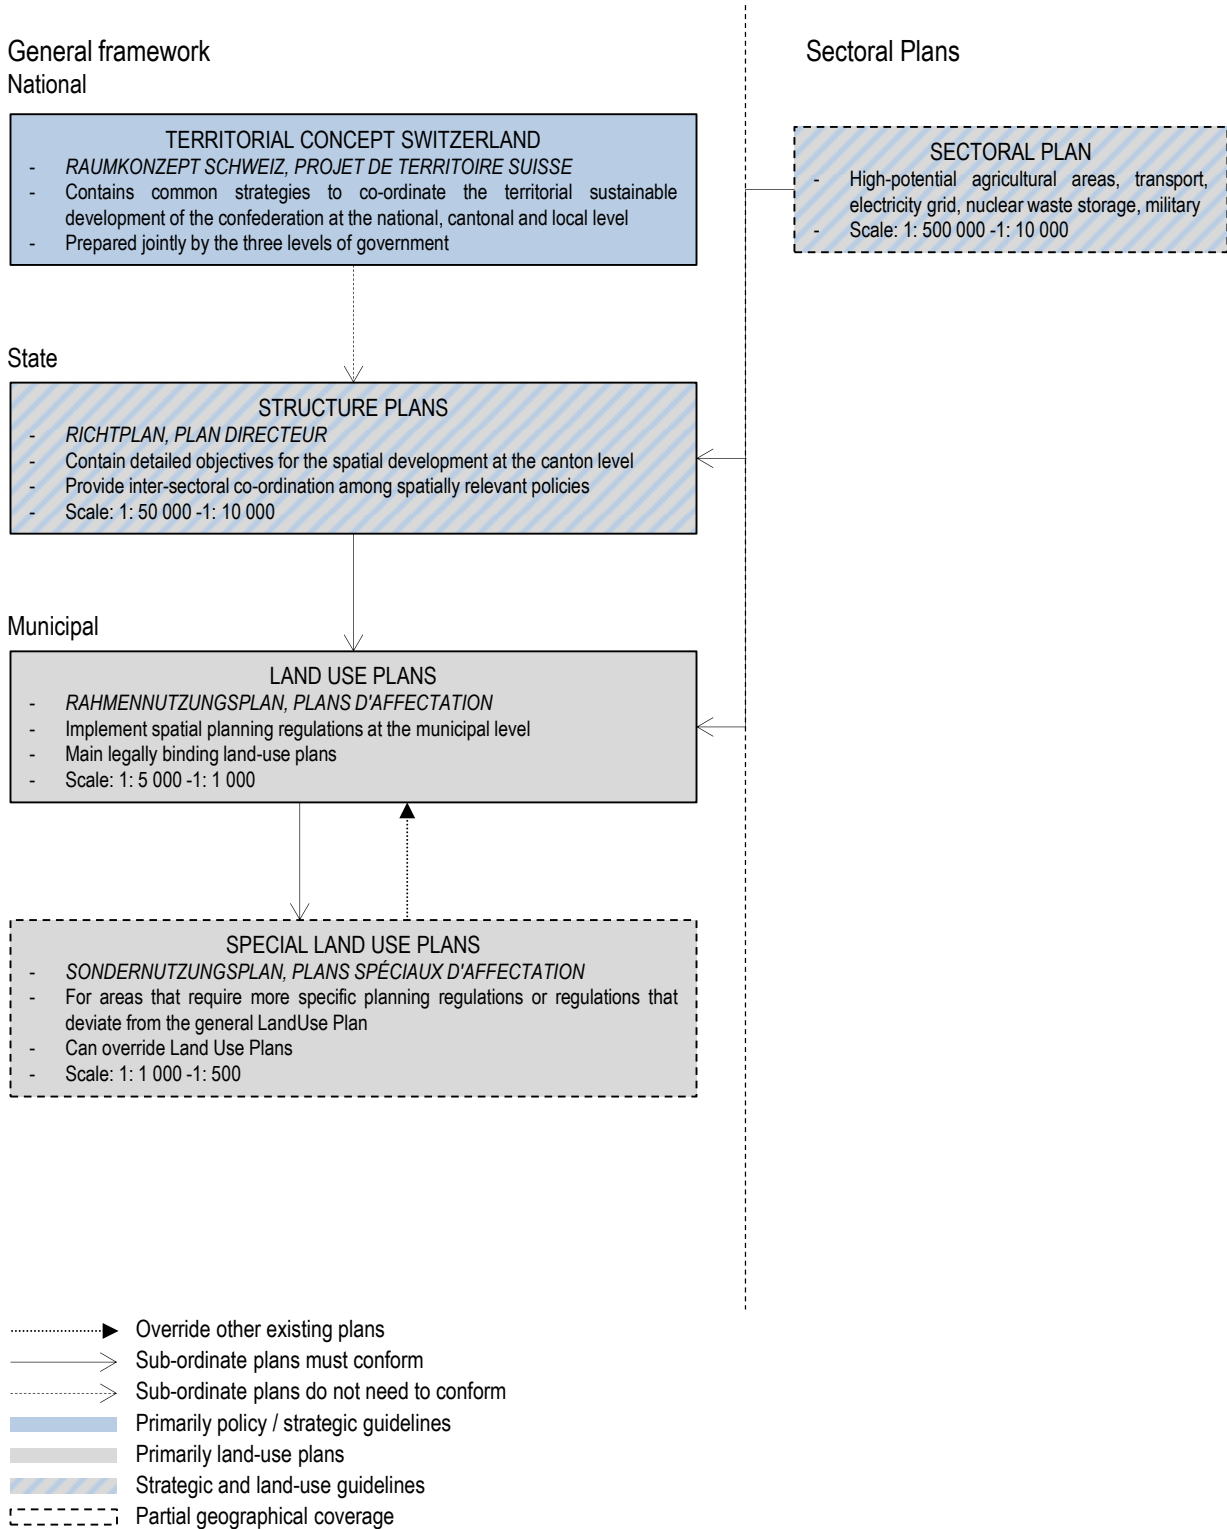 General framework
National
TERRITORIAL CONCEPT SWITZERLAND
- RAUMKONZEPT SCHWEIZ, PROJET DE TERRITOIRE SUISSE
- Contains common strategies to co-ordinate the territorial sustainable
development of the confederation at the national, cantonal and local level
- Prepared jointly by the three levels of government
Sectoral Plans
SECTORAL PLAN
- High-potential agricultural areas, transport,
electricity grid, nuclear waste storage, military
- Scale: 1: 500 000 -1: 10 000
State
STRUCTURE PLANS
- RICHTPLAN, PLAN DIRECTEUR
- Contain detailed objectives for the spatial development at the canton level
- Provide inter-sectoral co-ordination among spatially relevant policies
- Scale: 1: 50 000 -1: 10 000
Municipal
LAND USE PLANS
- RAHMENNUTZUNGSPLAN, PLANS D'AFFECTATION
- Implement spatial planning regulations at the municipal level
- Main legally binding land-use plans
- Scale: 1: 5 000 -1: 1 000
SPECIAL LAND USE PLANS
- SONDERNUTZUNGSPLAN, PLANS SPÉCIAUX D'AFFECTATION
- For areas that require more specific planning regulations or regulations that
deviate from the general LandUse Plan
- Can override Land Use Plans
- Scale: 1: 1 000 -1: 500
Override other existing plans
Sub-ordinate plans must conform
Sub-ordinate plans do not need to conform
Primarily policy / strategic guidelines
Primarily land-use plans
Strategic and land-use guidelines
Partial geographical coverage